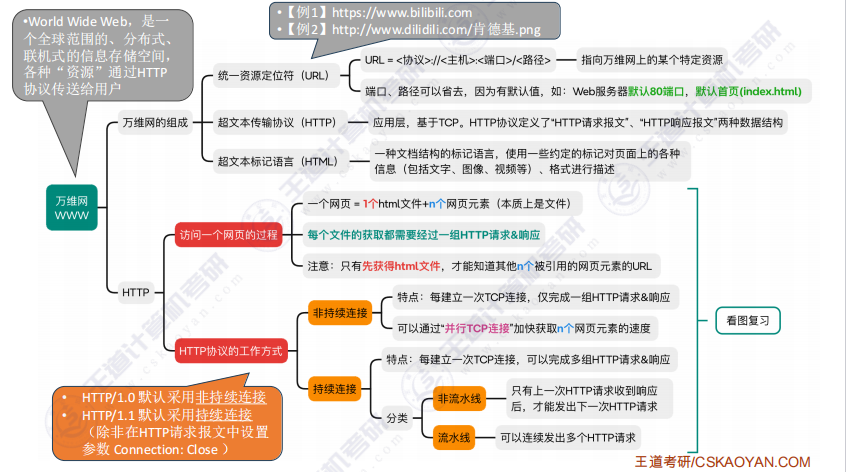 •World Wide Web，是一
个全球范围的、分布式、
联机式的信息存储空间，
各种“资源”通过HTTP
协议传送给用户
•【例1】https://www.bilibili.com
•【例2】http://www.dilidili.com/肯德基.png
万维网
WWW
万维网的组成
统一资源定位符（URL）
URL = <协议>://<主机>:<端口>/<路径>
指向万维网上的某个特定资源
端口、路径可以省去，因为有默认值，如：Web服务器默认80端口，默认首页(index.html)
超文本传输协议（HTTP）
应用层，基于TCP。HTTP协议定义了“HTTP请求报文”、“HTTP响应报文”两种数据结构
超文本标记语言（HTML）
一种文档结构的标记语言，使用一些约定的标记对页面上的各种
信息（包括文字、图像、视频等）、格式进行描述
HTTP
访问一个网页的过程
一个网页 = 1个html文件+n个网页元素（本质上是文件）
每个文件的获取都需要经过一组HTTP请求&响应
注意：只有先获得html文件，才能知道其他n个被引用的网页元素的URL
HTTP协议的工作方式
非持续连接
特点：每建立一次TCP连接，仅完成一组HTTP请求&响应
可以通过“并行TCP连接”加快获取n个网页元素的速度
持续连接
特点：每建立一次TCP连接，可以完成多组HTTP请求&响应
分类
非流水线
只有上一次HTTP请求收到响应
后，才能发出下一次HTTP请求
流水线
可以连续发出多个HTTP请求
看图复习
• HTTP/1.0 默认采用非持续连接
• HTTP/1.1 默认采用持续连接
（除非在HTTP请求报文中设置
参数 Connection: Close ）
王道考研/CSKAOYAN.COM
王道计算机考研
cskaoyan.com